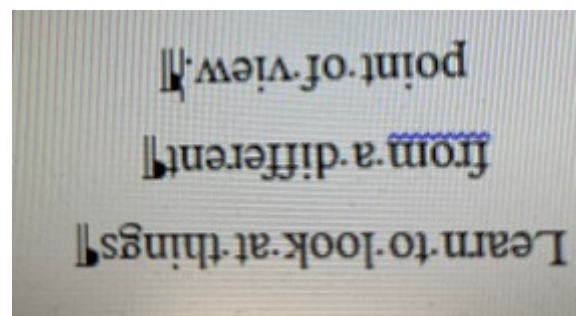 Learn to look at things
from a different
point of view.